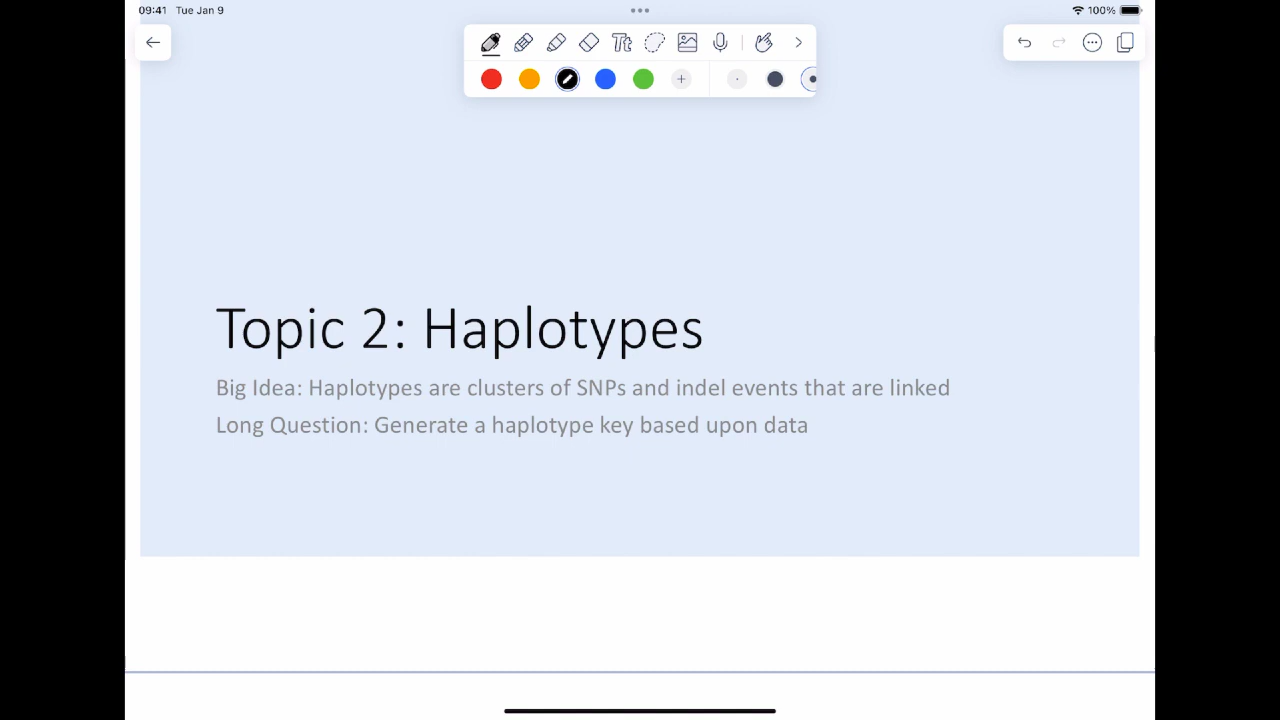 09:41 Tue Jan 9
100%
Tt
Topic 2: Haplotypes
Big Idea: Haplotypes are clusters of SNPs and indel events that are linked
Long Question: Generate a haplotype key based upon data